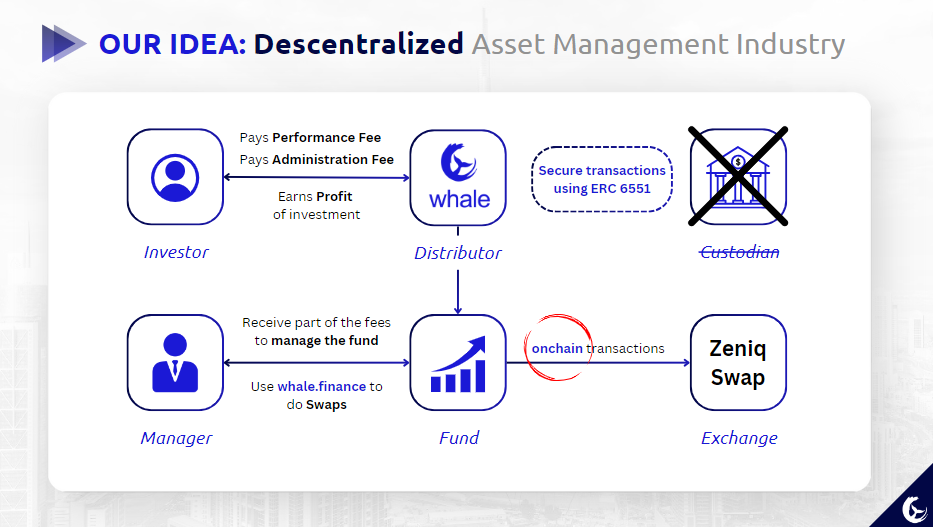 OUR IDEA: Descentralized Asset Management Industry
Pays Performance Fee
Pays Administration Fee
Earns Profit
of investment
whale
Secure transactions
using ERC 6551
$
Investor
Distributor
Custodian
Receive part of the fees
to manage the fund
Use whale.finance to
do Swaps
onchain transactions
Zeniq
Swap
Manager
Fund
Exchange